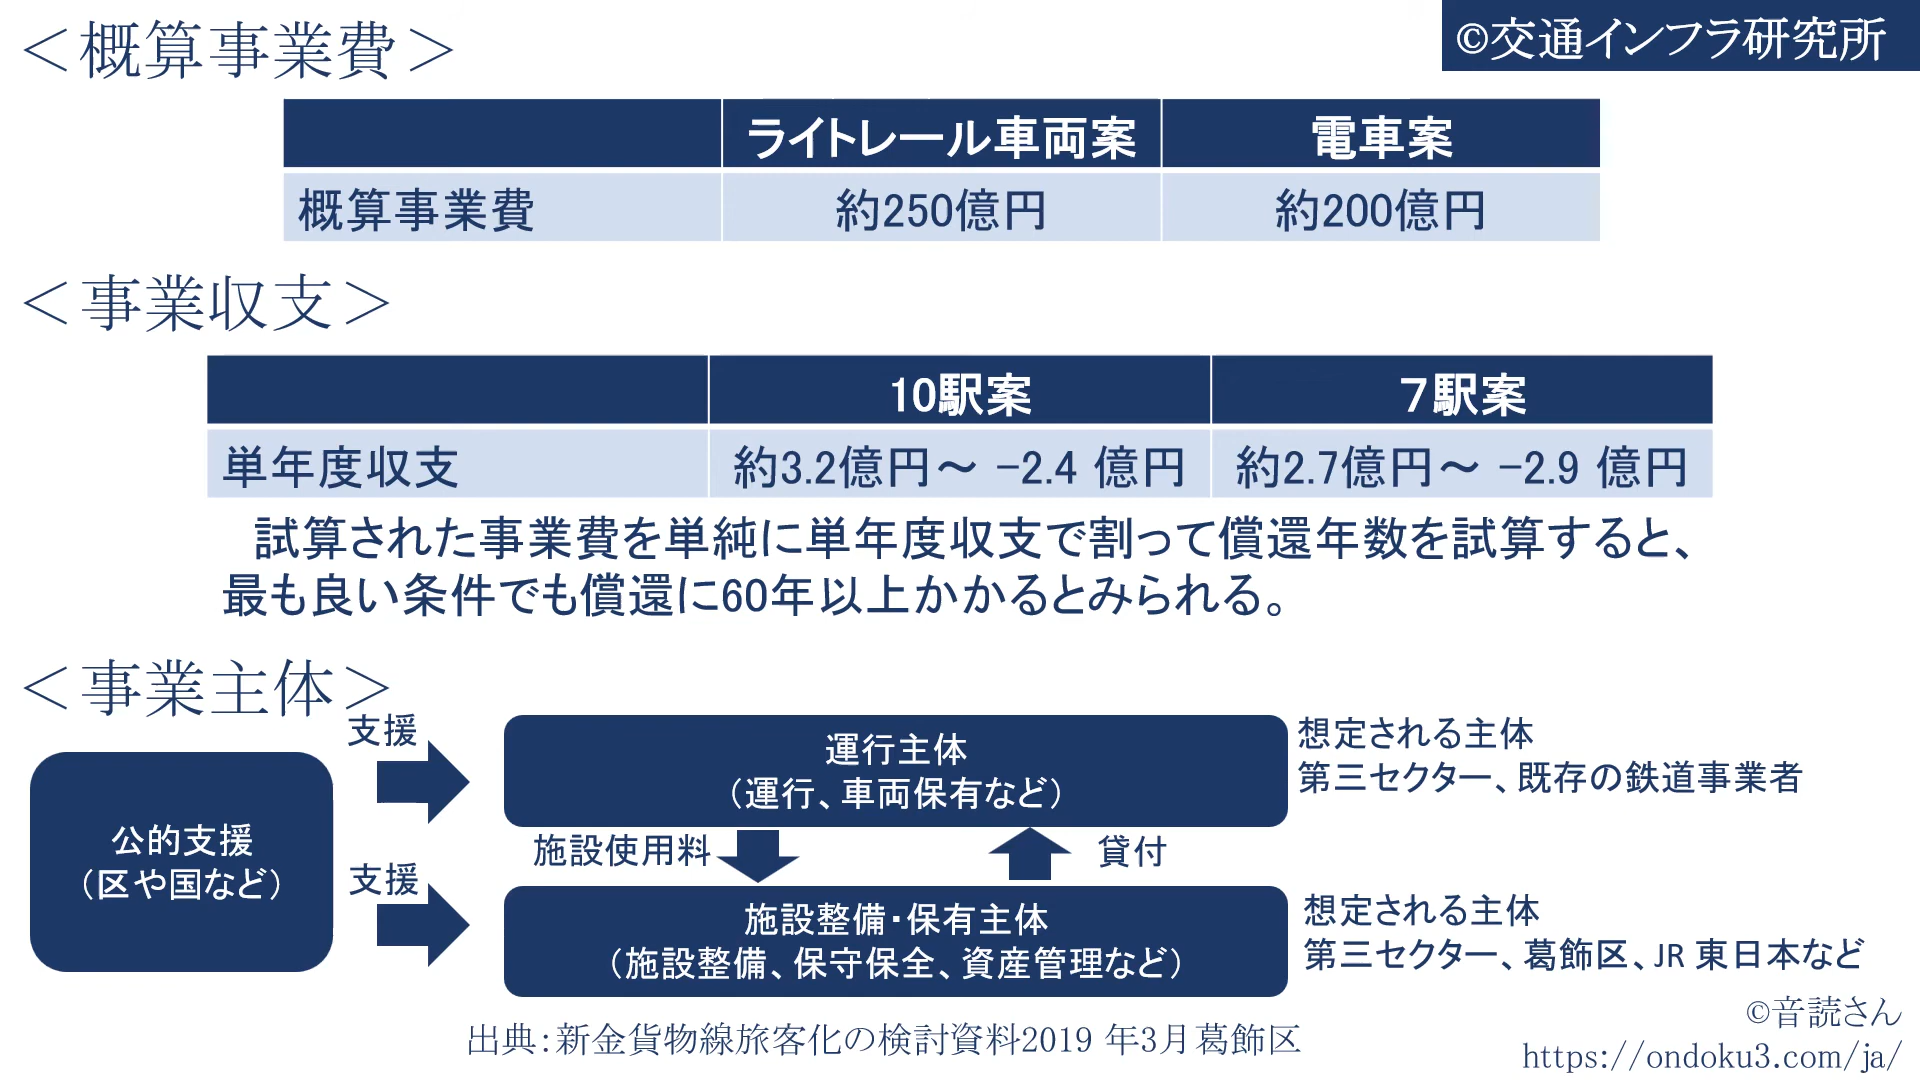 ＜概算事業費＞
©交通インフラ研究所
ライトレール車両案 電車案
概算事業費 約250億円 約200億円
＜事業収支＞
10駅案 7駅案
単年度収支 約3.2億円～ −2.4 億円 約2.7億円～ −2.9 億円
試算された事業費を単純に単年度収支で割って償還年数を試算すると、
最も良い条件でも償還に60年以上かかるとみられる。
＜事業主体＞
支援
公的支援
（区や国など）
支援
運行主体
（運行、車両保有など）
想定される主体
第三セクター、既存の鉄道事業者
施設使用料
貸付
施設整備・保有主体
（施設整備、保守保全、資産管理など）
想定される主体
第三セクター、葛飾区、JR 東日本など
出典：新金貨物線旅客化の検討資料2019 年3月葛飾区
©音読さん
https://ondoku3.com/ja/